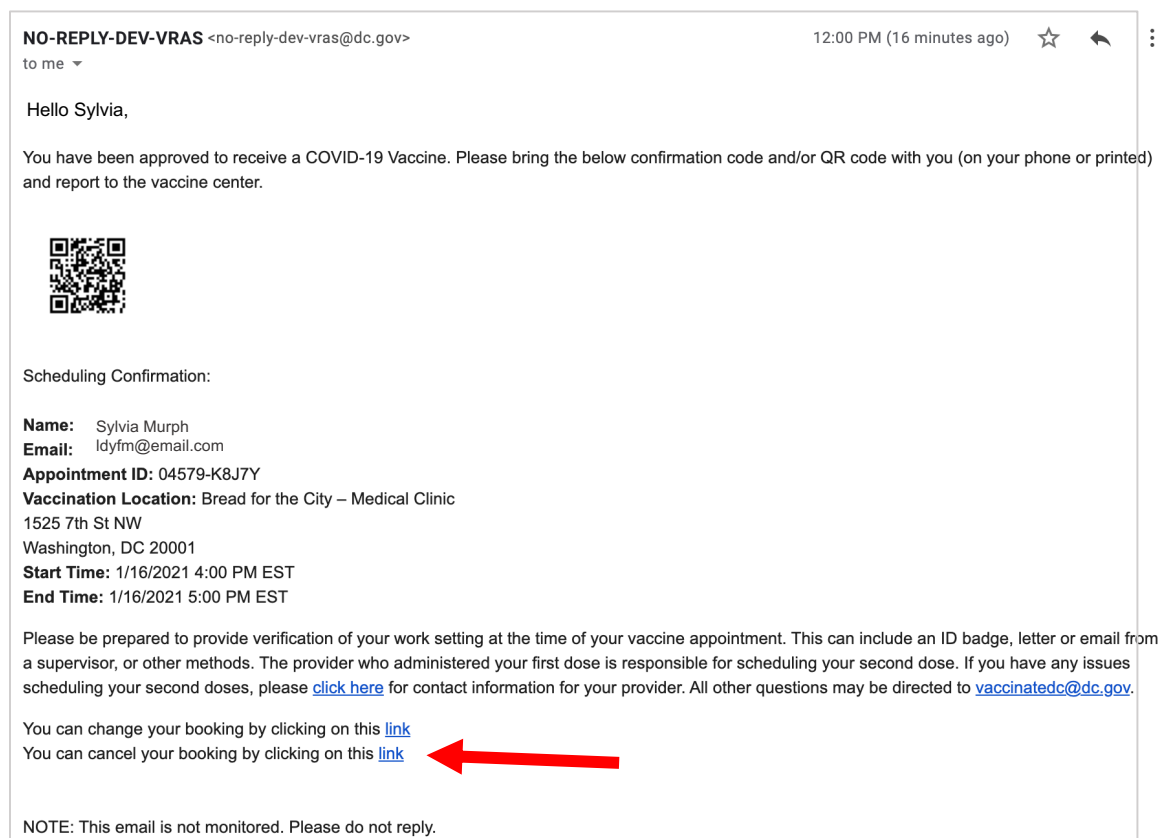 NO-REPLY-DEV-VRAS <no-reply-dev-vras@dc.gov> 12:00 PM (16 minutes ago)
to me
Hello Sylvia,
You have been approved to receive a COVID-19 Vaccine. Please bring the below confirmation code and/or QR code with you (on your phone or printed)
and report to the vaccine center.
Scheduling Confirmation:
Name: Sylvia Murph
Email: ldyfm@email.com
Appointment ID: 04579-K8J7Y
Vaccination Location: Bread for the City – Medical Clinic
1525 7th St NW
Washington, DC 20001
Start Time: 1/16/2021 4:00 PM EST
End Time: 1/16/2021 5:00 PM EST
Please be prepared to provide verification of your work setting at the time of your vaccine appointment. This can include an ID badge, letter or email from
a supervisor, or other methods. The provider who administered your first dose is responsible for scheduling your second dose. If you have any issues
scheduling your second doses, please click here for contact information for your provider. All other questions may be directed to vaccinatedc@dc.gov.
You can change your booking by clicking on this link
You can cancel your booking by clicking on this link
NOTE: This email is not monitored. Please do not reply.